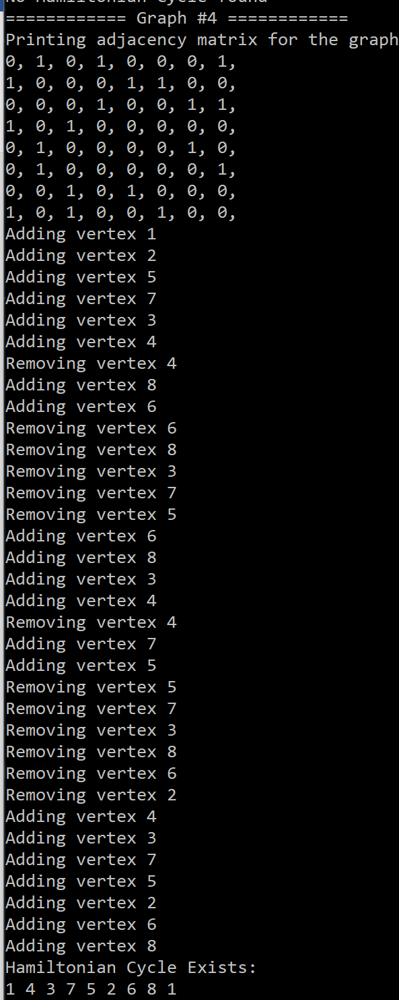 No Hamiltonian Cycle found
============ Graph #4 ============
Printing adjacency matrix for the graph
0, 1, 0, 1, 0, 0, 0, 1,
1, 0, 0, 0, 1, 1, 0, 0,
0, 0, 0, 1, 0, 0, 1, 1,
1, 0, 1, 0, 0, 0, 0, 0,
0, 1, 0, 0, 0, 0, 1, 0,
0, 1, 0, 0, 0, 0, 0, 1,
0, 0, 1, 0, 1, 0, 0, 0,
1, 0, 1, 0, 0, 1, 0, 0,
Adding vertex 1
Adding vertex 2
Adding vertex 5
Adding vertex 7
Adding vertex 3
Adding vertex 4
Removing vertex 4
Adding vertex 8
Adding vertex 6
Removing vertex 6
Removing vertex 8
Removing vertex 3
Removing vertex 7
Removing vertex 5
Adding vertex 6
Adding vertex 8
Adding vertex 3
Adding vertex 4
Removing vertex 4
Adding vertex 7
Adding vertex 5
Removing vertex 5
Removing vertex 7
Removing vertex 3
Removing vertex 8
Removing vertex 6
Removing vertex 2
Adding vertex 4
Adding vertex 3
Adding vertex 7
Adding vertex 5
Adding vertex 2
Adding vertex 6
Adding vertex 8
Hamiltonian Cycle Exists:
1 4 3 7 5 2 6 8 1